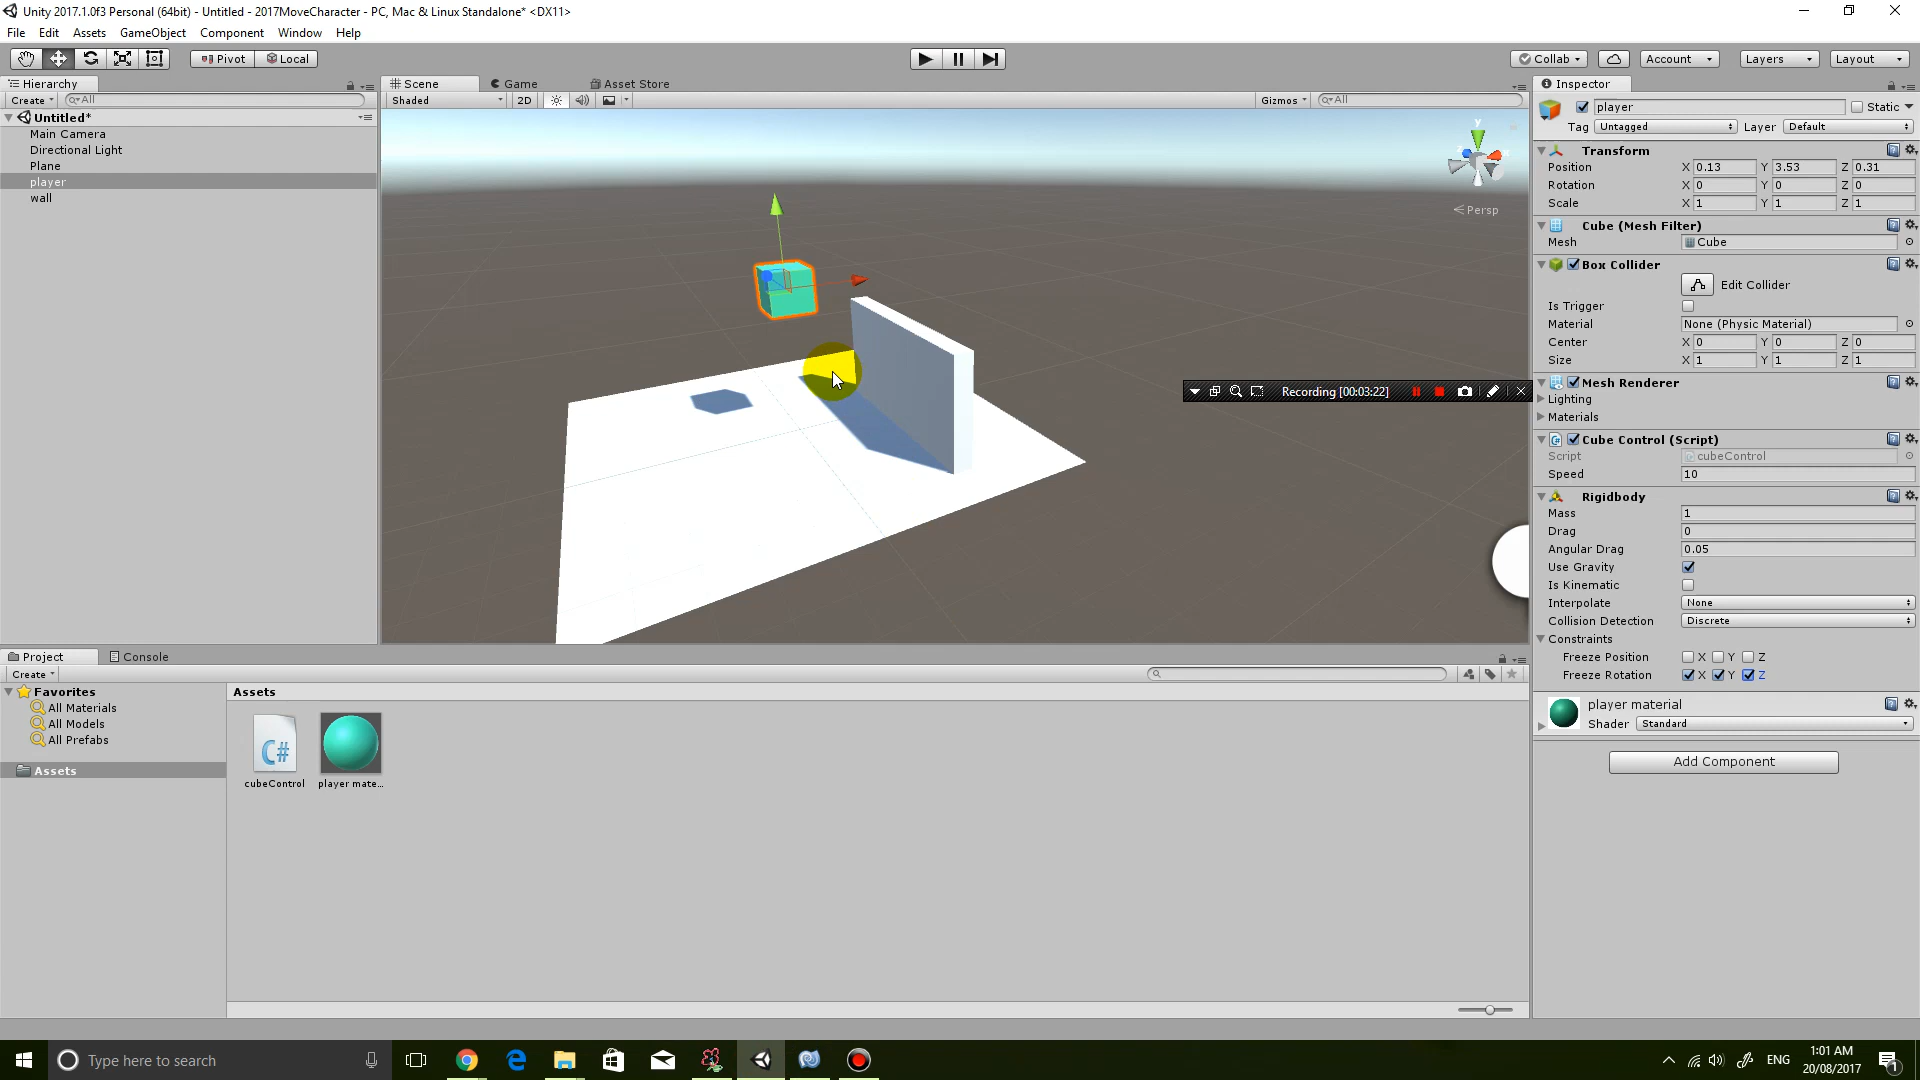 Unity 2017.1.0f3 Personal (64bit) - Untitled - 2017MoveCharacter - PC, Mac & Linux Standalone* <DX11>
File Edit Assets GameObject Component Window Help
Pivot Local Collab Account Layers Layout
Hierarchy
Create All
Untitled*
Main Camera
Directional Light
Plane
player
wall
Scene Game Asset Store
Shaded 2D Gizmos All
y
x
z
Persp
Recording [00:03:22]
Inspector
player Static
Tag Untagged Layer Default
Transform
Position X 0.13 Y 3.53 Z 0.31
Rotation X 0 Y 0 Z 0
Scale X 1 Y 1 Z 1
Cube (Mesh Filter)
Mesh Cube
Box Collider
Edit Collider
Is Trigger
Material None (Physic Material)
Center X 0 Y 0 Z 0
Size X 1 Y 1 Z 1
Mesh Renderer
Lighting
Materials
Cube Control (Script)
Script cubeControl
Speed 10
Rigidbody
Mass 1
Drag 0
Angular Drag 0.05
Use Gravity
Is Kinematic
Interpolate None
Collision Detection Discrete
Constraints
Freeze Position X Y Z
Freeze Rotation X Y Z
player material
Shader Standard
Add Component
Project Console
Create
Favorites
All Materials
All Models
All Prefabs
Assets
Assets
C#
cubeControl player mate...
Type here to search
ENG
1:01 AM
20/08/2017
1